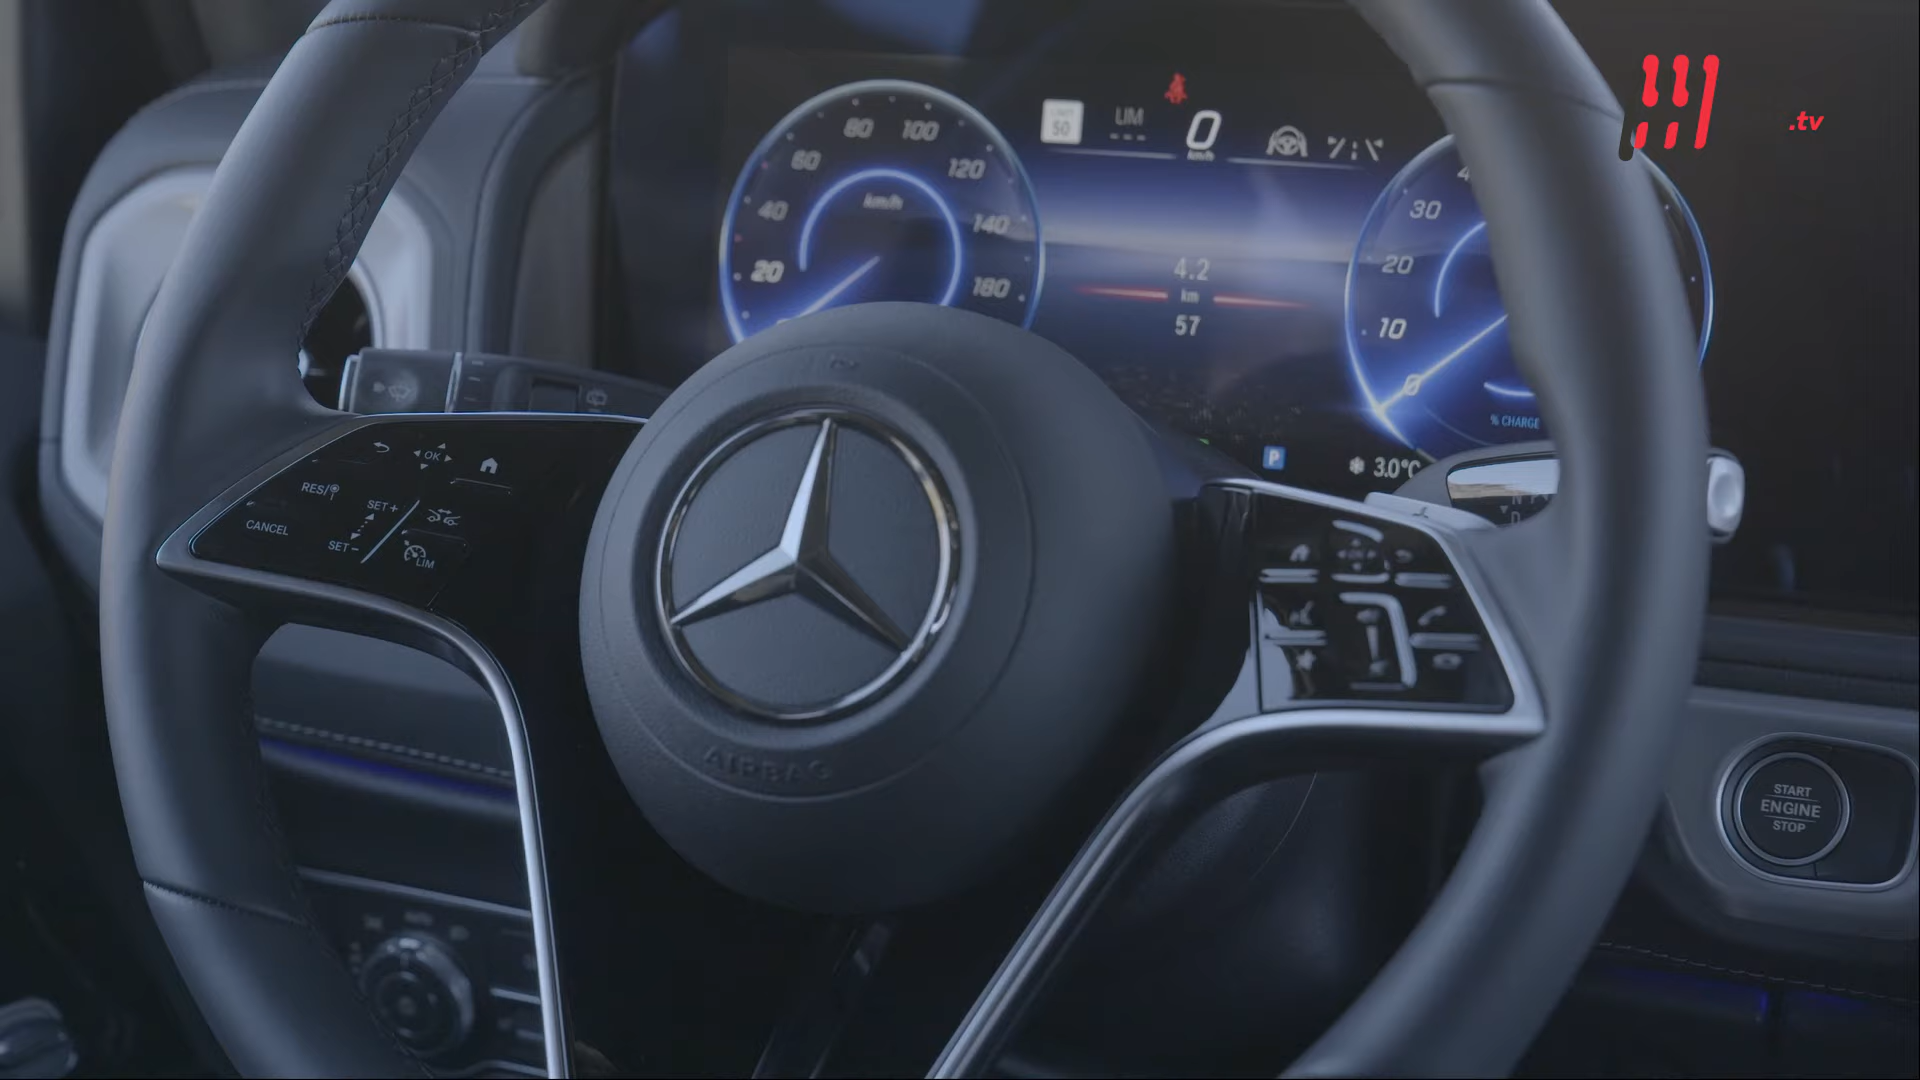 .tv
80 100
60 120
40 km/h 140
20 180
50
LIM
0
km/h
4.2
km
57
30
20
10
0
% CHARGE
P
3.0°C
OK
RES/
SET +
CANCEL
SET −
LIM
AIRBAG
START
ENGINE
STOP
AUTO